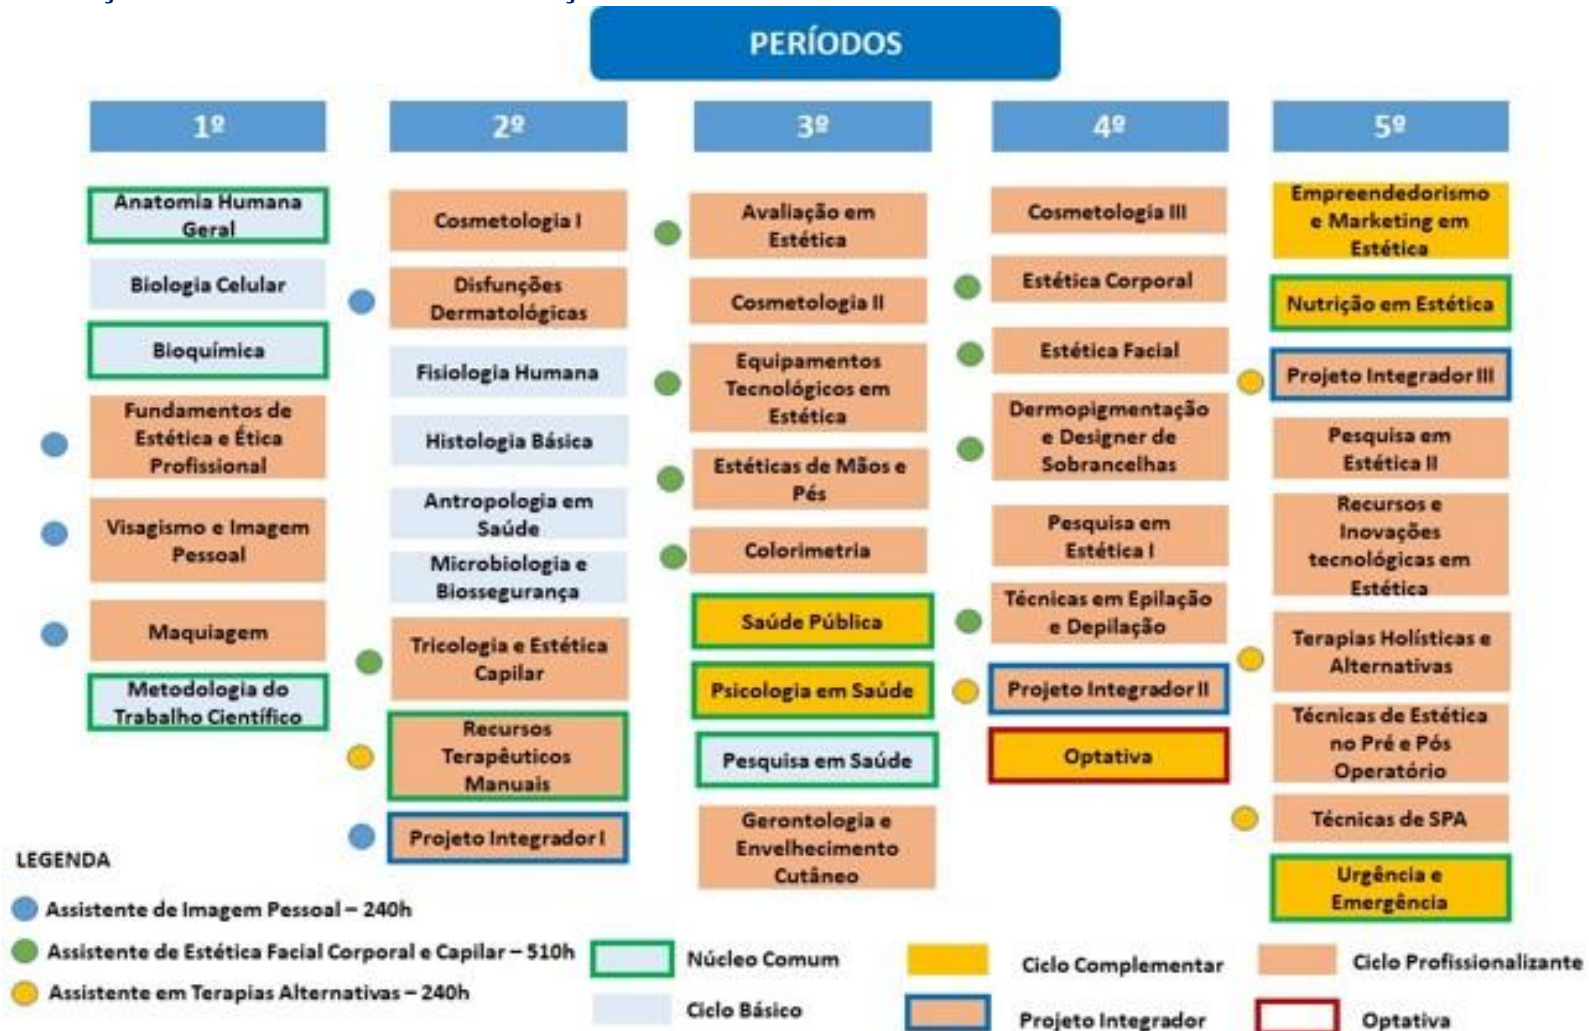 PERÍODOS
1º
2º
3º
4º
5º
Anatomia Humana
Geral
Biologia Celular
Bioquímica
Fundamentos de
Estética e Ética
Profissional
Visagismo e Imagem
Pessoal
Maquiagem
Metodologia do
Trabalho Científico
Cosmetologia I
Disfunções
Dermatológicas
Fisiologia Humana
Histologia Básica
Antropologia em
Saúde
Microbiologia e
Biossegurança
Tricologia e Estética
Capilar
Recursos
Terapêuticos
Manuais
Projeto Integrador I
Avaliação em
Estética
Cosmetologia II
Equipamentos
Tecnológicos em
Estética
Estéticas de Mãos e
Pés
Colorimetria
Saúde Pública
Psicologia em Saúde
Pesquisa em Saúde
Gerontologia e
Envelhecimento
Cutâneo
Cosmetologia III
Estética Corporal
Estética Facial
Dermopigmentação
e Designer de
Sobrancelhas
Pesquisa em
Estética I
Técnicas em Epilação
e Depilação
Projeto Integrador II
Optativa
Empreendedorismo
e Marketing em
Estética
Nutrição em Estética
Projeto Integrador III
Pesquisa em
Estética II
Recursos e
Inovações
tecnológicas em
Estética
Terapias Holísticas e
Alternativas
Técnicas de Estética
no Pré e Pós
Operatório
Técnicas de SPA
Urgência e
Emergência
LEGENDA
Assistente de Imagem Pessoal – 240h
Assistente de Estética Facial Corporal e Capilar – 510h
Assistente em Terapias Alternativas – 240h
Núcleo Comum
Ciclo Básico
Ciclo Complementar
Projeto Integrador
Ciclo Profissionalizante
Optativa